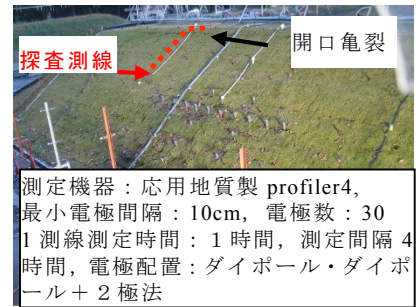 開口亀裂
探査測線
測定機器：応用地質製 profiler4,
最小電極間隔：10cm, 電極数：30
1 測線測定時間：1 時間, 測定間隔 4
時間, 電極配置：ダイポール・ダイポ
ール＋２極法